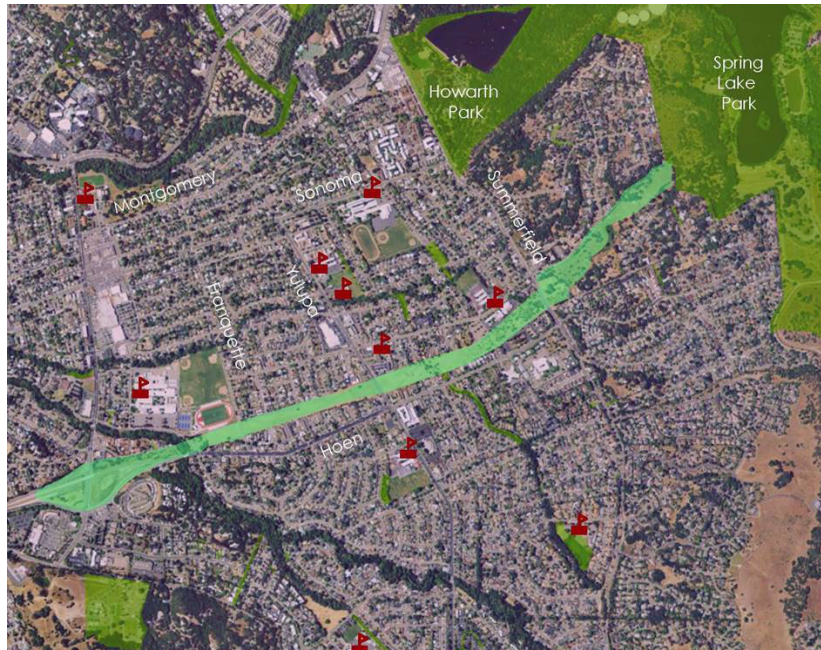 Howarth
Park
Spring
Lake
Park
Montgomery
Sonoma
Summerfield
Yulupa
Franquette
Hoen